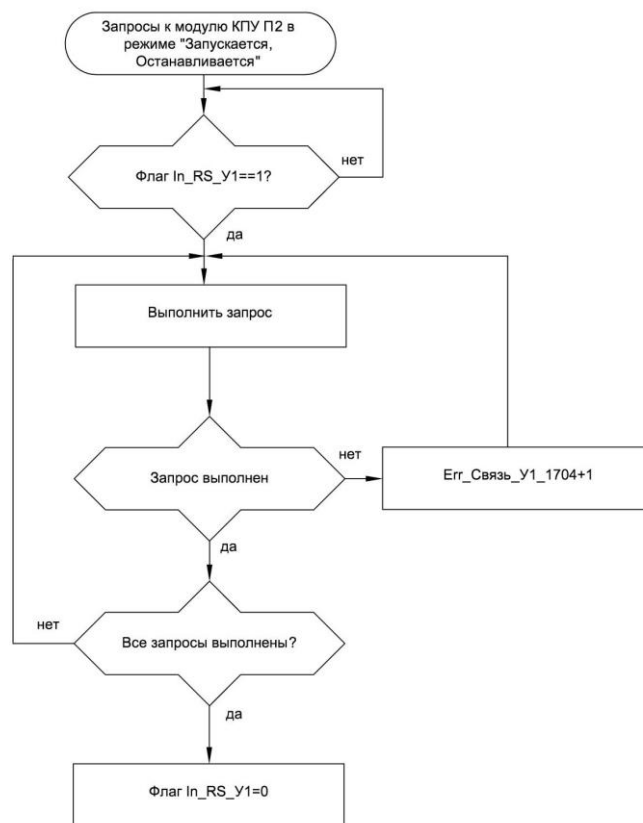 Запросы к модулю КПУ П2 в
режиме "Запускается,
Останавливается"
нет
Флаг In_RS_У1==1?
да
Выполнить запрос
нет
Запрос выполнен
Err_Связь_У1_1704+1
да
нет
Все запросы выполнены?
да
Флаг In_RS_У1=0